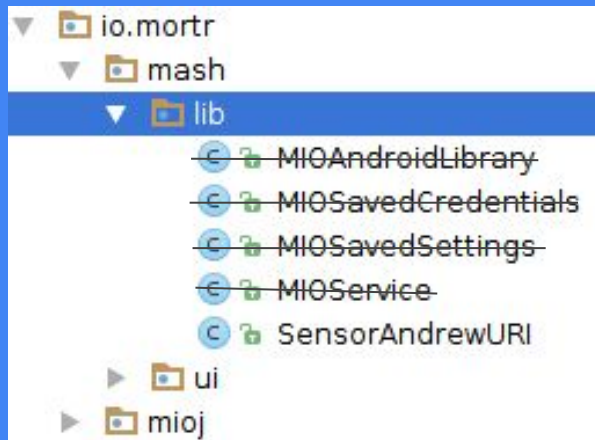 io.mortr
mash
lib
MIOAndroidLibrary
MIOSavedCredentials
MIOSavedSettings
MIOService
SensorAndrewURI
ui
mioj